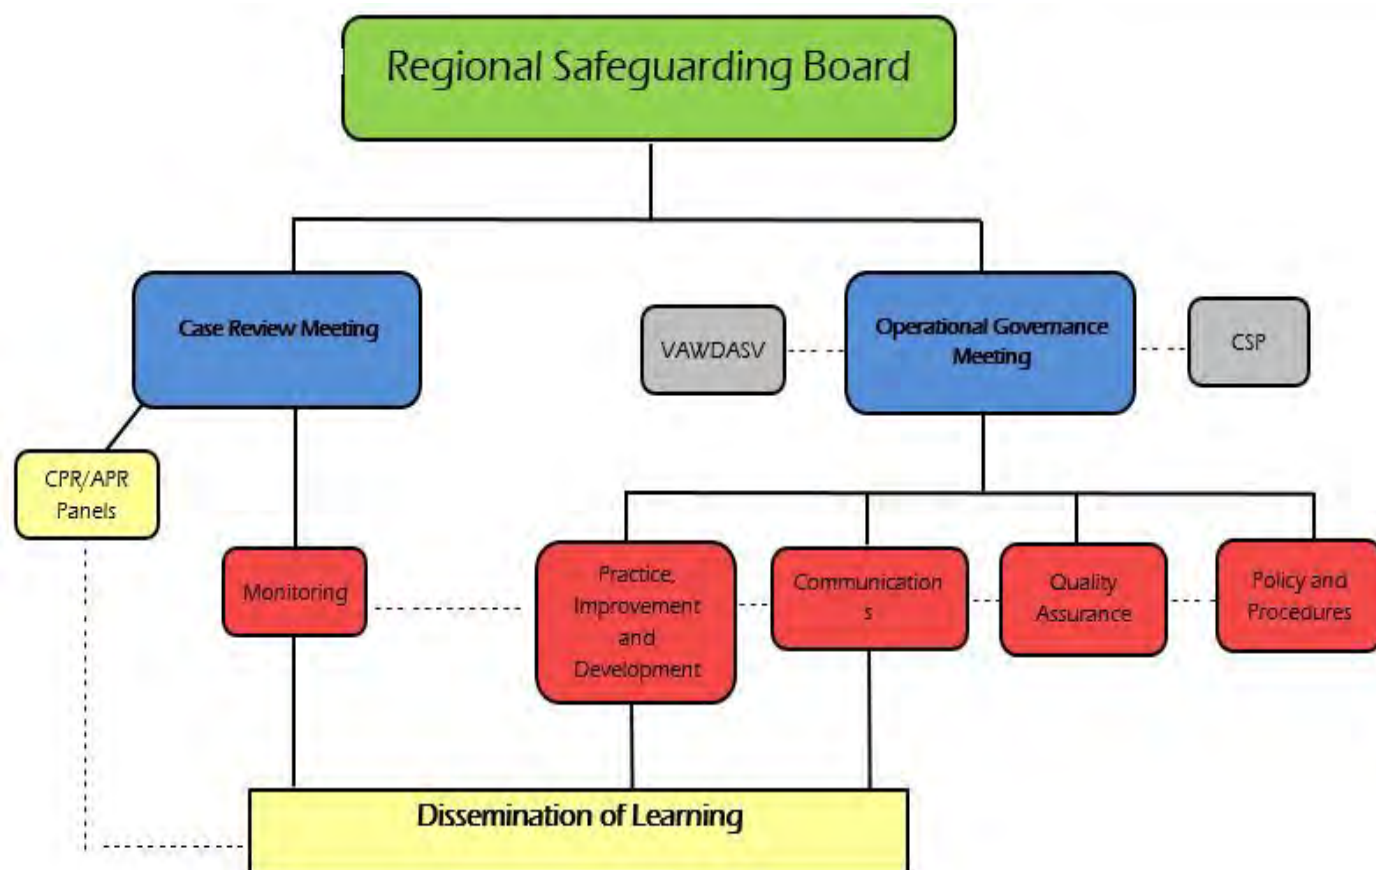 Regional Safeguarding Board
Case Review Meeting
VAWDASV
Operational Governance
Meeting
CSP
CPR/APR
Panels
Monitoring
Practice,
Improvement
and
Development
Communication
s
Quality
Assurance
Policy and
Procedures
Dissemination of Learning